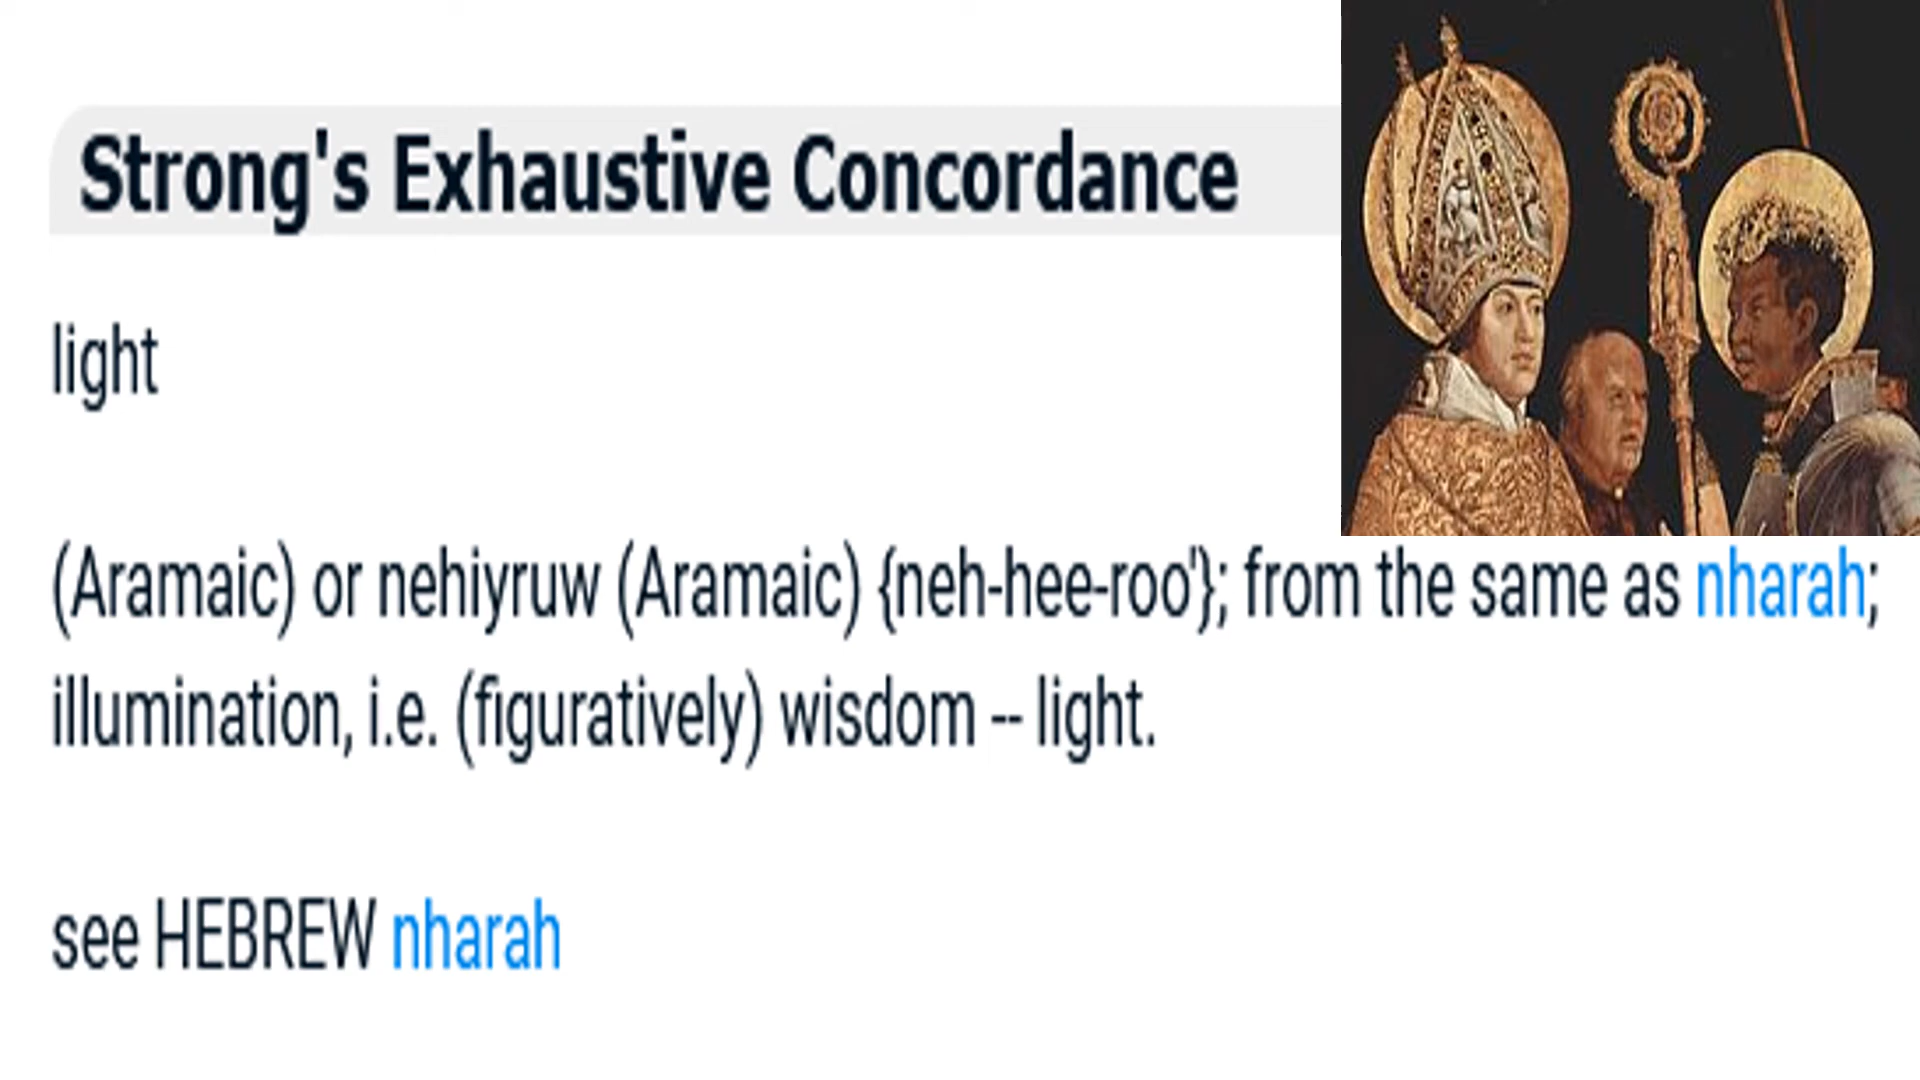 Strong's Exhaustive Concordance
light
(Aramaic) or nehiyruw (Aramaic) {neh-hee-roo'}; from the same as nharah;
illumination, i.e. (figuratively) wisdom -- light.
see HEBREW nharah